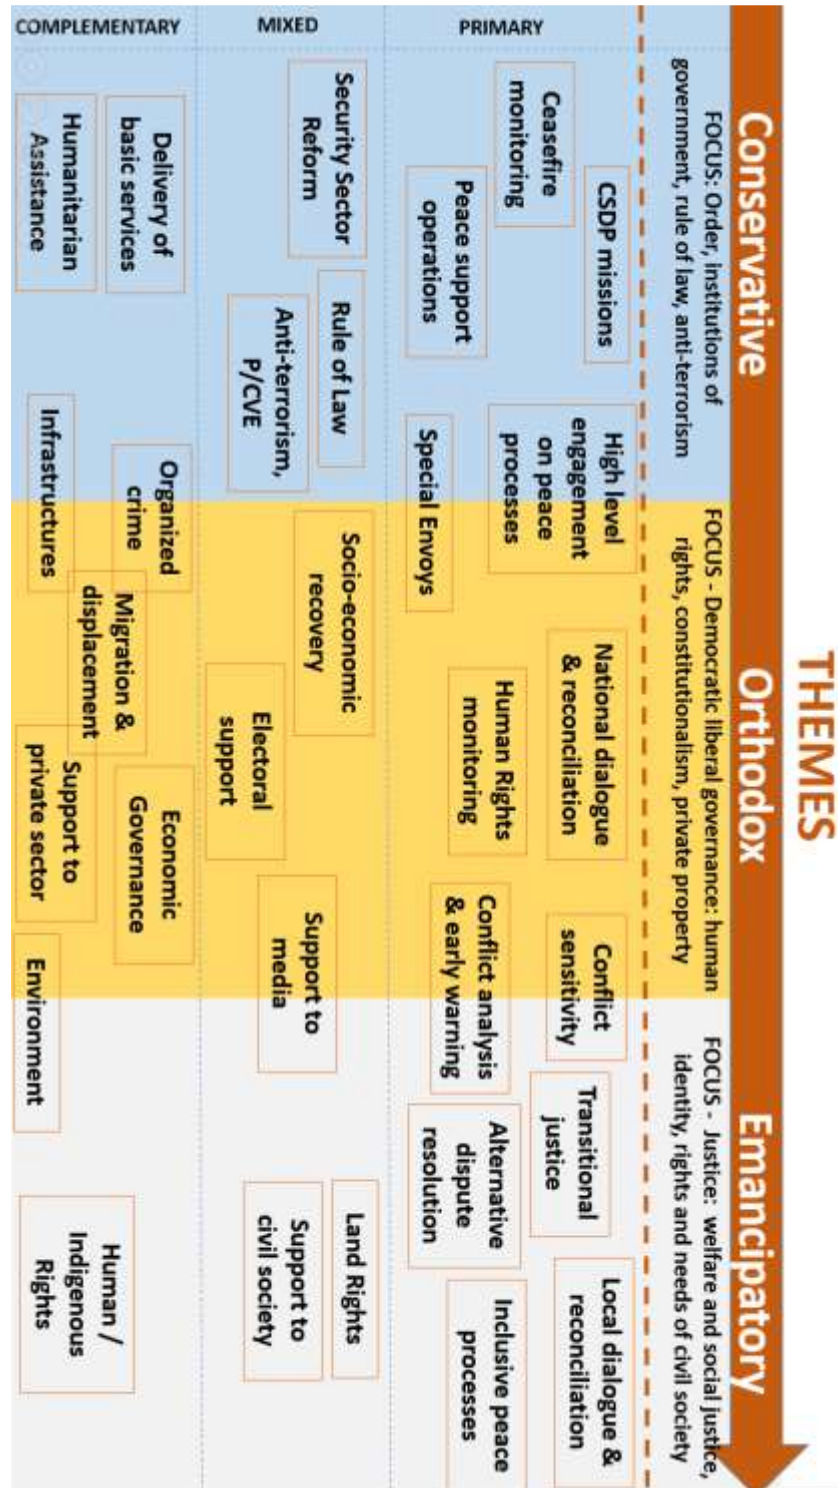 THEMES
Conservative
Orthodox
Emancipatory
FOCUS: Order, institutions of
government, rule of law, anti-terrorism
FOCUS - Democratic liberal governance: human
rights, constitutionalism, private property
FOCUS - Justice: welfare and social justice,
identity, rights and needs of civil society
PRIMARY
CSDP missions
Ceasefire
monitoring
Peace support
operations
High level
engagement
on peace
processes
Special Envoys
National dialogue
& reconciliation
Human Rights
monitoring
Conflict
sensitivity
Conflict analysis
& early warning
Transitional
justice
Alternative
dispute
resolution
Local dialogue &
reconciliation
Inclusive peace
processes
MIXED
Security Sector
Reform
Rule of Law
Anti-terrorism,
P/CVE
Socio-economic
recovery
Electoral
support
Support to
media
Land Rights
Support to
civil society
COMPLEMENTARY
Delivery of
basic services
Humanitarian
Assistance
Organized
crime
Infrastructures
Migration &
displacement
Economic
Governance
Support to
private sector
Environment
Human /
Indigenous
Rights